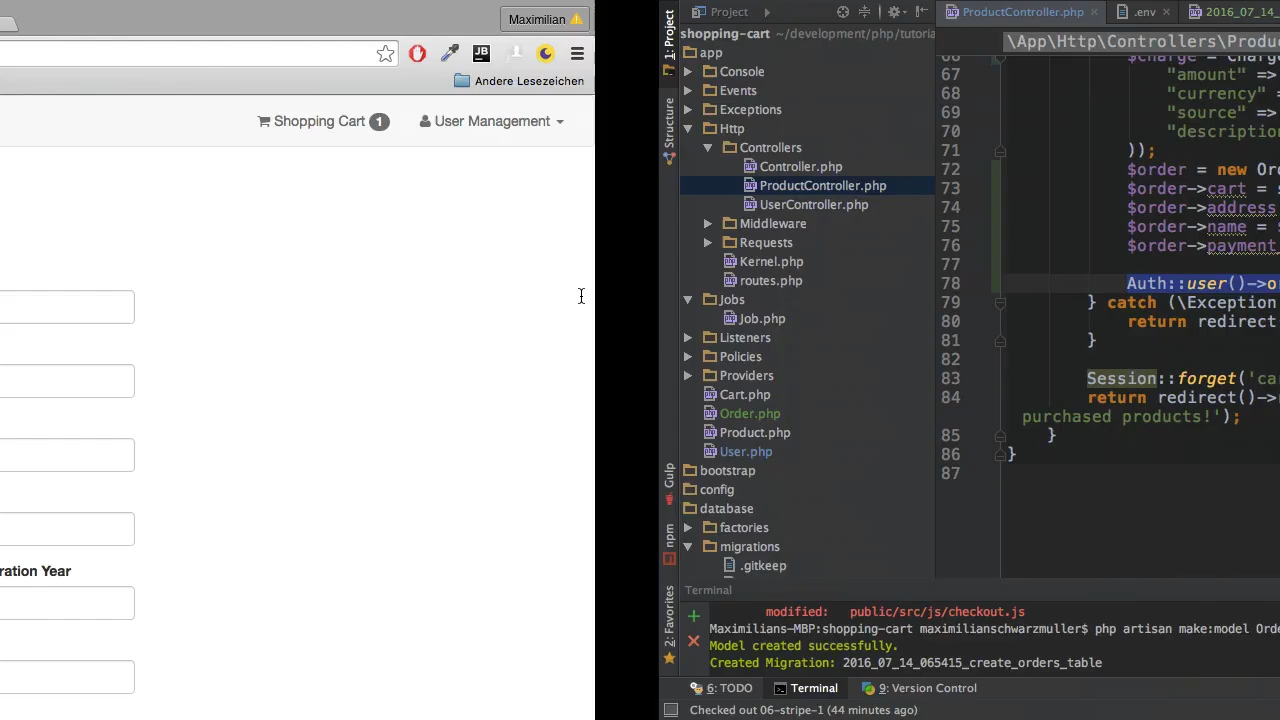 Maximilian
JB
Andere Lesezeichen
Shopping Cart 1
User Management
ration Year
1: Project
Structure
Gulp
npm
2: Favorites
Project
shopping-cart ~/development/php/tutoria
app
Console
Events
Exceptions
Http
Controllers
Controller.php
ProductController.php
UserController.php
Middleware
Requests
Kernel.php
routes.php
Jobs
Job.php
Listeners
Policies
Providers
Cart.php
Order.php
Product.php
User.php
bootstrap
config
database
factories
migrations
.gitkeep
ProductController.php
.env
2016_07_14_
\App\Http\Controllers\Produc
67 "amount" =>
68 "currency" =
69 "source" =>
70 "description
71 ));
72 $order = new Ord
73 $order->cart = s
74 $order->address
75 $order->name = $
76 $order->payment_
77
78 Auth::user()->o
79 } catch (\Exception
80 return redirect
81 }
82
83 Session::forget('ca
84 return redirect()->
purchased products!');
85 }
86 }
87
Terminal
modified: public/src/js/checkout.js
Maximilians-MBP:shopping-cart maximilianschwarzmuller$ php artisan make:model Orde
Model created successfully.
Created Migration: 2016_07_14_065415_create_orders_table
6: TODO
Terminal
9: Version Control
Checked out 06-stripe-1 (44 minutes ago)